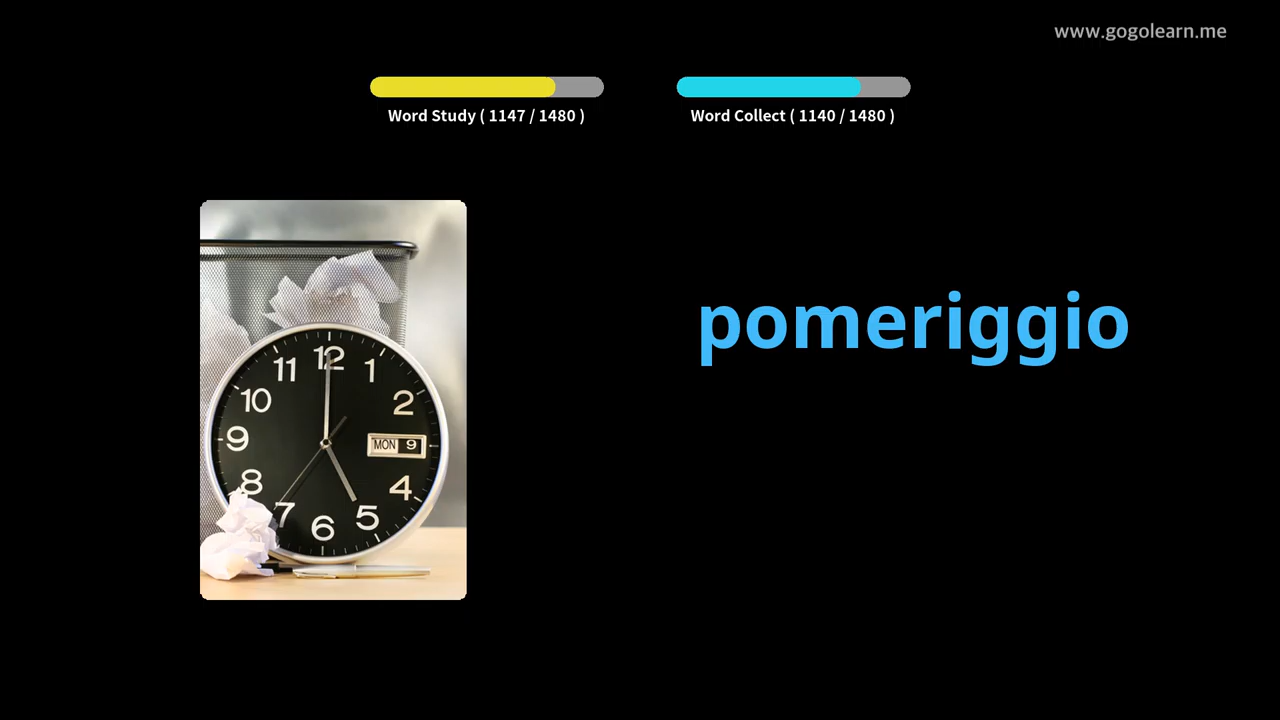 www.gogolearn.me
Word Study ( 1147 / 1480 )
Word Collect ( 1140 / 1480 )
pomeriggio
12
11
1
10
2
9
MON 9
8
4
7
5
6